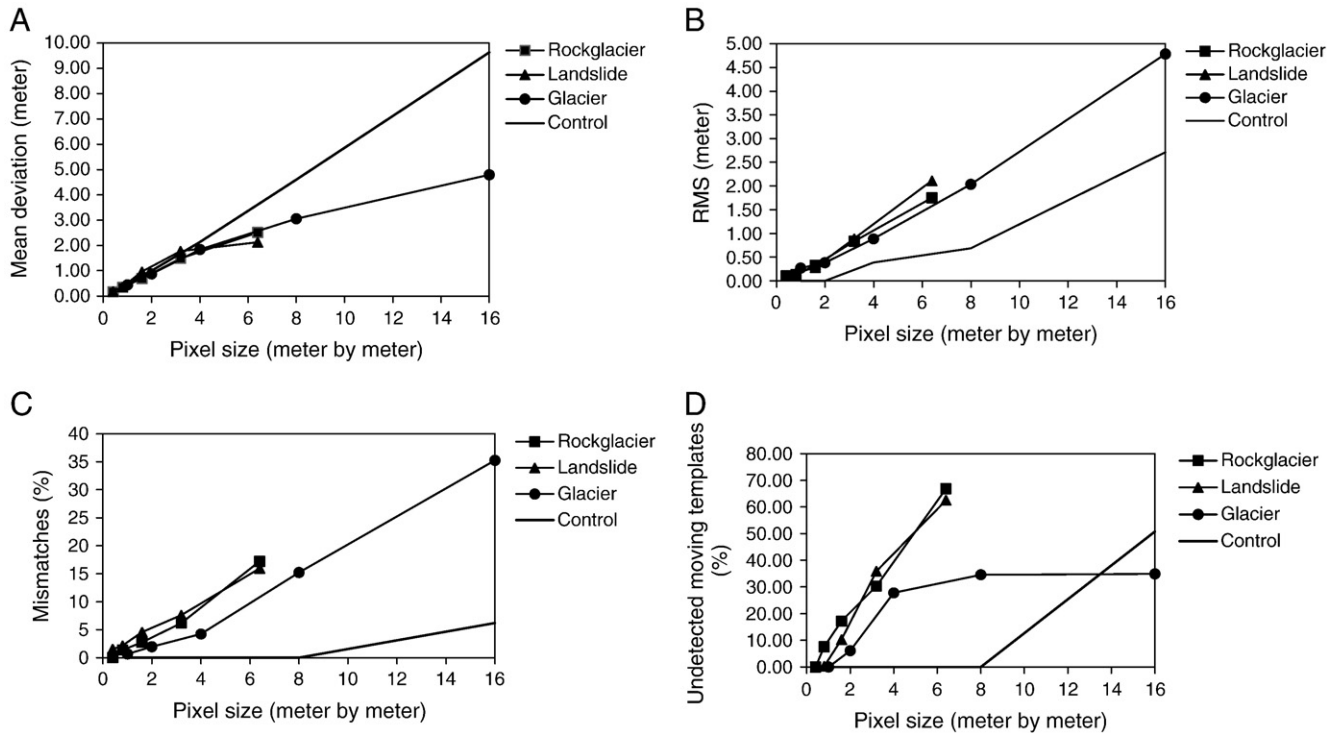 A
Mean deviation (meter)
10.00
9.00
8.00
7.00
6.00
5.00
4.00
3.00
2.00
1.00
0.00
0 2 4 6 8 10 12 14 16
Pixel size (meter by meter)
Rockglacier
Landslide
Glacier
Control
B
RMS (meter)
5.00
4.50
4.00
3.50
3.00
2.50
2.00
1.50
1.00
0.50
0.00
0 2 4 6 8 10 12 14 16
Pixel size (meter by meter)
Rockglacier
Landslide
Glacier
Control
C
Mismatches (%)
40
35
30
25
20
15
10
5
0
0 2 4 6 8 10 12 14 16
Pixel size (meter by meter)
Rockglacier
Landslide
Glacier
Control
D
Undetected moving templates
(%)
80.00
70.00
60.00
50.00
40.00
30.00
20.00
10.00
0.00
0 2 4 6 8 10 12 14 16
Pixel size (meter by meter)
Rockglacier
Landslide
Glacier
Control